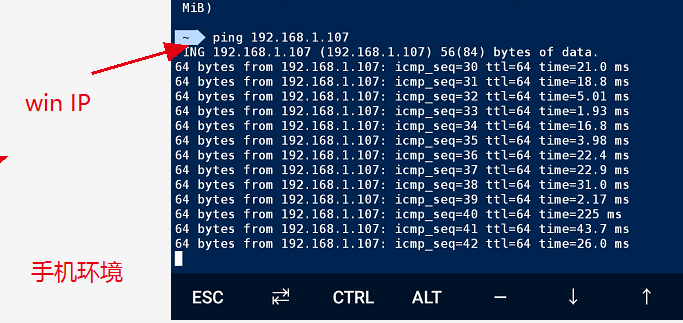 MiB)
~ ping 192.168.1.107
PING 192.168.1.107 (192.168.1.107) 56(84) bytes of data.
64 bytes from 192.168.1.107: icmp_seq=30 ttl=64 time=21.0 ms
64 bytes from 192.168.1.107: icmp_seq=31 ttl=64 time=18.8 ms
64 bytes from 192.168.1.107: icmp_seq=32 ttl=64 time=5.01 ms
64 bytes from 192.168.1.107: icmp_seq=33 ttl=64 time=1.93 ms
64 bytes from 192.168.1.107: icmp_seq=34 ttl=64 time=16.8 ms
64 bytes from 192.168.1.107: icmp_seq=35 ttl=64 time=3.98 ms
64 bytes from 192.168.1.107: icmp_seq=36 ttl=64 time=22.4 ms
64 bytes from 192.168.1.107: icmp_seq=37 ttl=64 time=22.9 ms
64 bytes from 192.168.1.107: icmp_seq=38 ttl=64 time=31.0 ms
64 bytes from 192.168.1.107: icmp_seq=39 ttl=64 time=2.17 ms
64 bytes from 192.168.1.107: icmp_seq=40 ttl=64 time=225 ms
64 bytes from 192.168.1.107: icmp_seq=41 ttl=64 time=43.7 ms
64 bytes from 192.168.1.107: icmp_seq=42 ttl=64 time=26.0 ms
win IP
手机环境
ESC ⇄ CTRL ALT — ↓ ↑